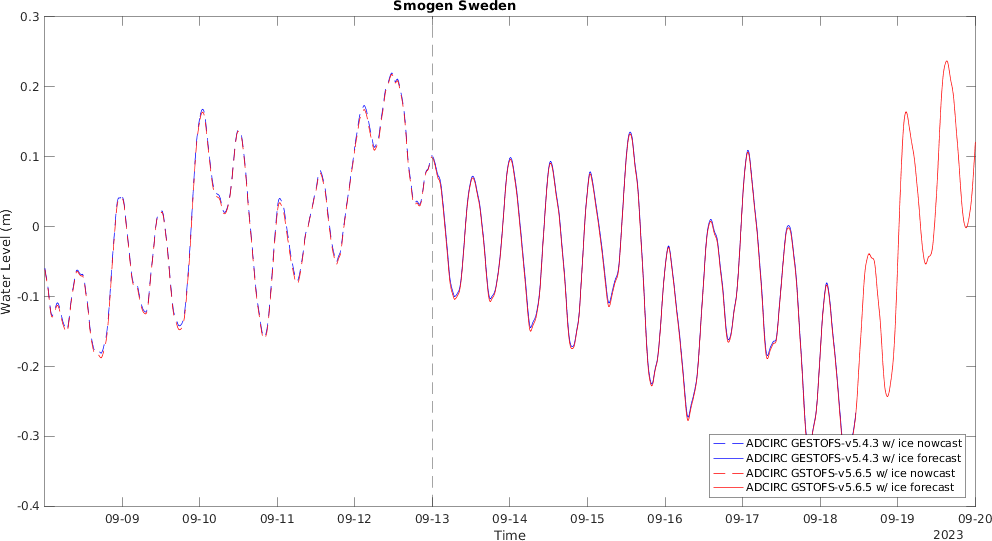 Smogen Sweden
0.3
0.2
0.1
0
-0.1
-0.2
-0.3
-0.4
Water Level (m)
ADCIRC GESTOFS-v5.4.3 w/ ice nowcast
ADCIRC GESTOFS-v5.4.3 w/ ice forecast
ADCIRC GSTOFS-v5.6.5 w/ ice nowcast
ADCIRC GSTOFS-v5.6.5 w/ ice forecast
09-09 09-10 09-11 09-12 09-13 09-14 09-15 09-16 09-17 09-18 09-19 09-20
Time
2023